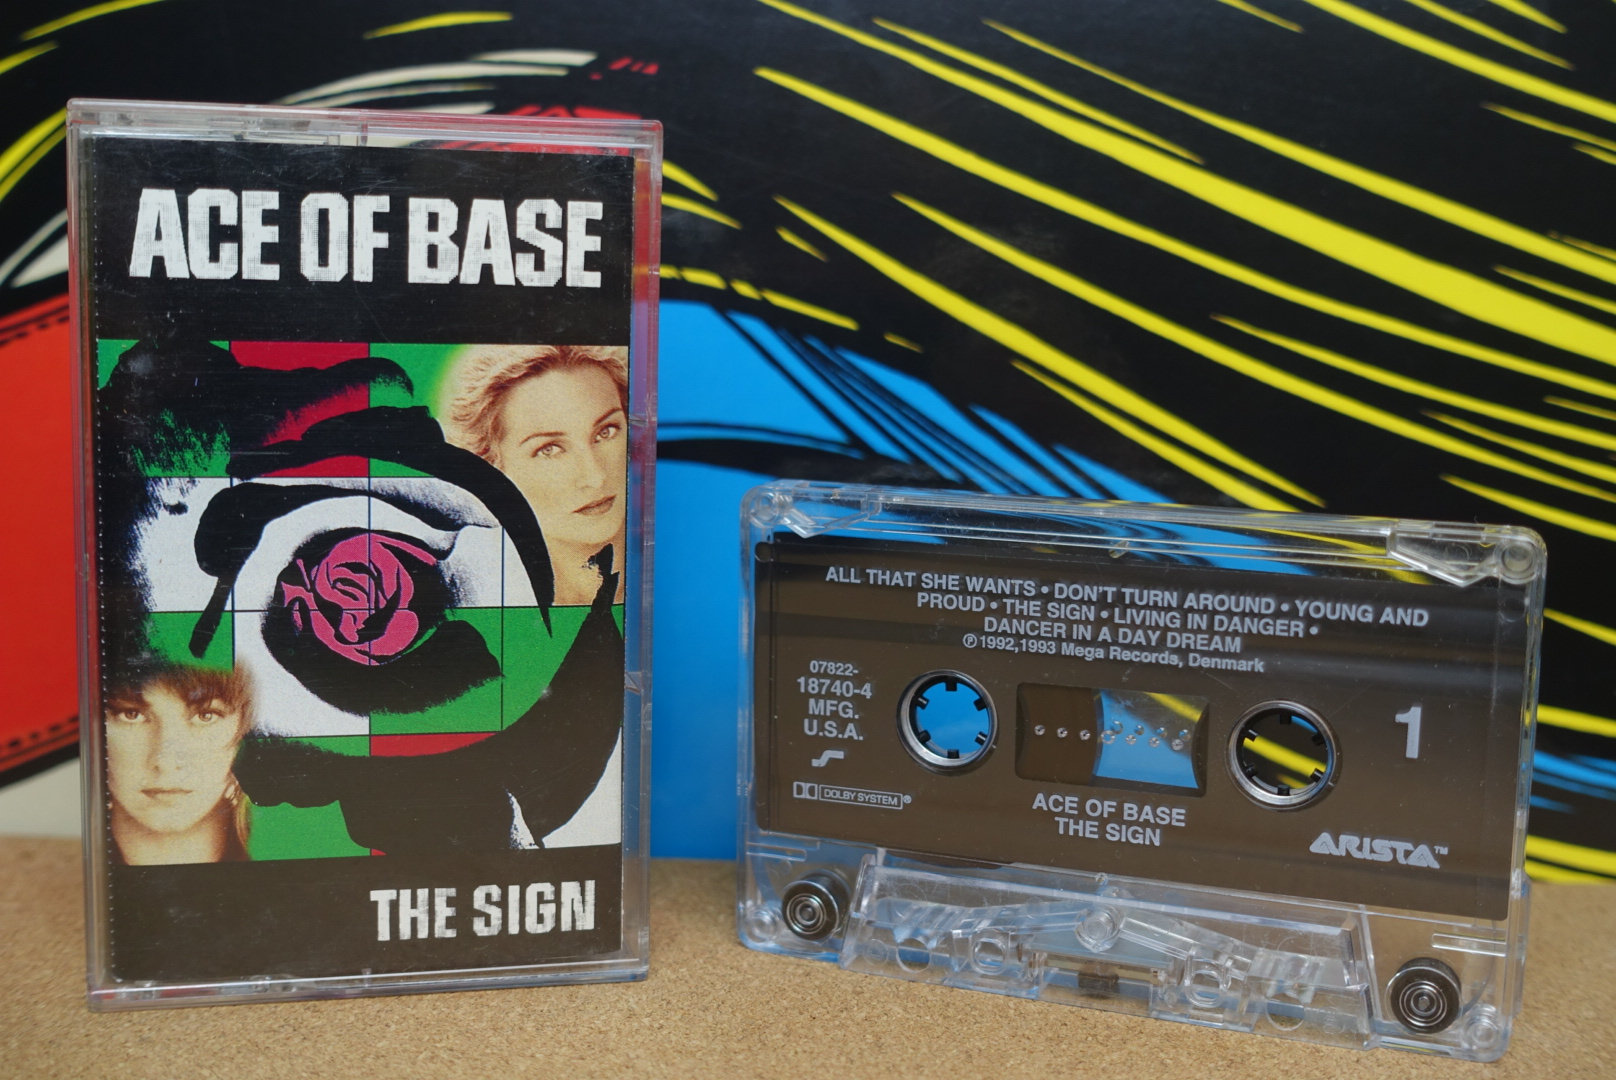 ACE OF BASE
THE SIGN
ALL THAT SHE WANTS • DON'T TURN AROUND • YOUNG AND
PROUD • THE SIGN • LIVING IN DANGER •
DANCER IN A DAY DREAM
℗ 1992,1993 Mega Records, Denmark
07822-
18740-4
MFG.
U.S.A.
DOLBY SYSTEM®
1
ACE OF BASE
THE SIGN
ARISTA™